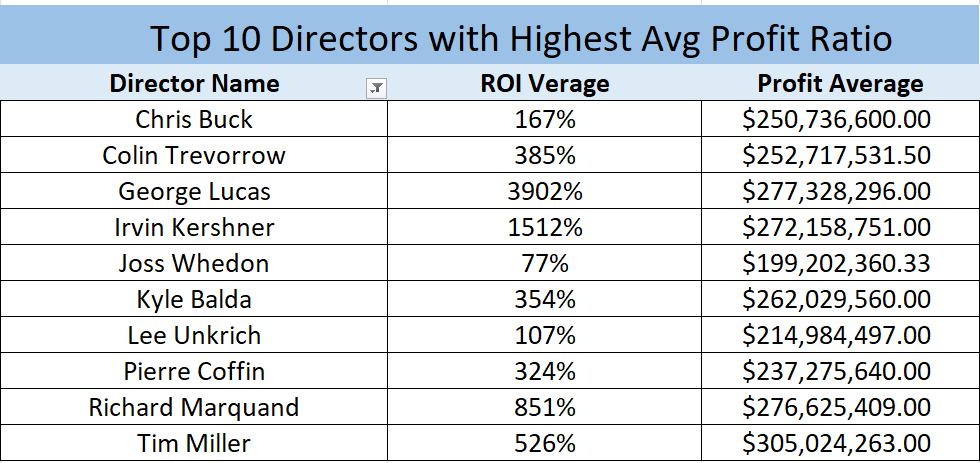 Top 10 Directors with Highest Avg Profit Ratio
Director Name ROI Verage Profit Average
Chris Buck 167% $250,736,600.00
Colin Trevorrow 385% $252,717,531.50
George Lucas 3902% $277,328,296.00
Irvin Kershner 1512% $272,158,751.00
Joss Whedon 77% $199,202,360.33
Kyle Balda 354% $262,029,560.00
Lee Unkrich 107% $214,984,497.00
Pierre Coffin 324% $237,275,640.00
Richard Marquand 851% $276,625,409.00
Tim Miller 526% $305,024,263.00